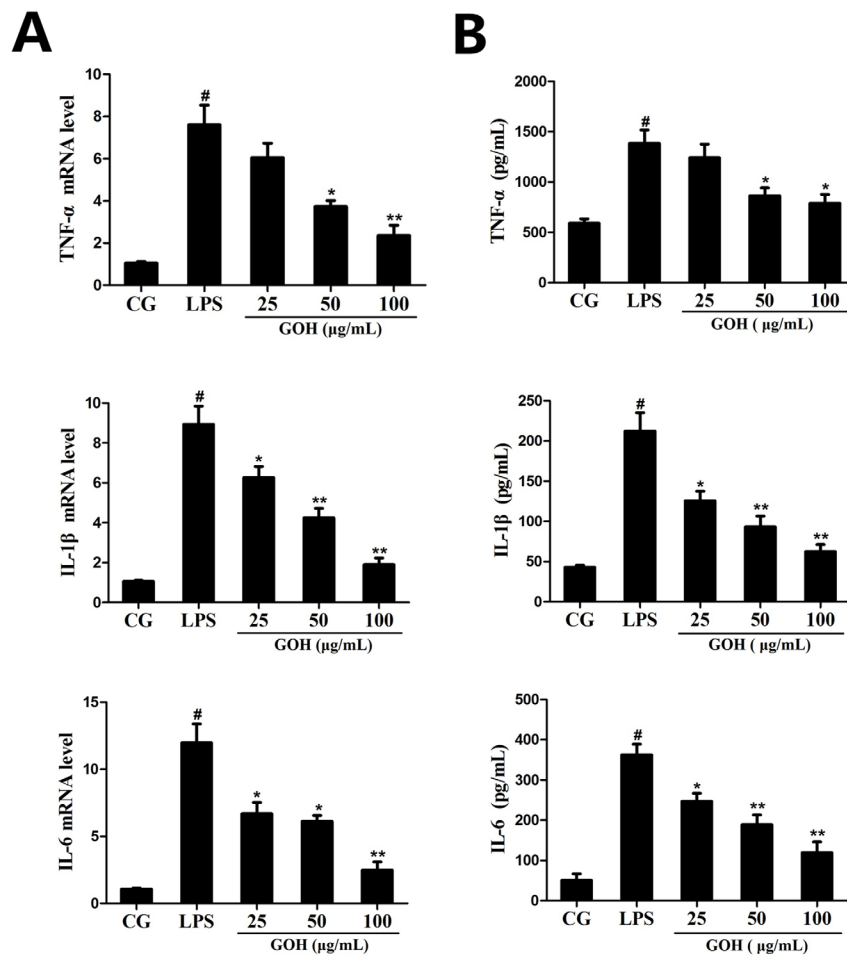 A
B
TNF-α mRNA level
10
8
6
4
2
0
#
*
**
CG LPS 25 50 100
GOH (μg/mL)
TNF-α (pg/mL)
2000
1500
1000
500
0
#
*
*
CG LPS 25 50 100
GOH ( μg/mL)
IL-1β mRNA level
10
8
6
4
2
0
#
*
**
**
CG LPS 25 50 100
GOH (μg/mL)
IL-1β (pg/mL)
250
200
150
100
50
0
#
*
**
**
CG LPS 25 50 100
GOH ( μg/mL)
IL-6 mRNA level
15
10
5
0
#
*
*
**
CG LPS 25 50 100
GOH (μg/mL)
IL-6 (pg/mL)
500
400
300
200
100
0
#
*
**
**
CG LPS 25 50 100
GOH ( μg/mL)